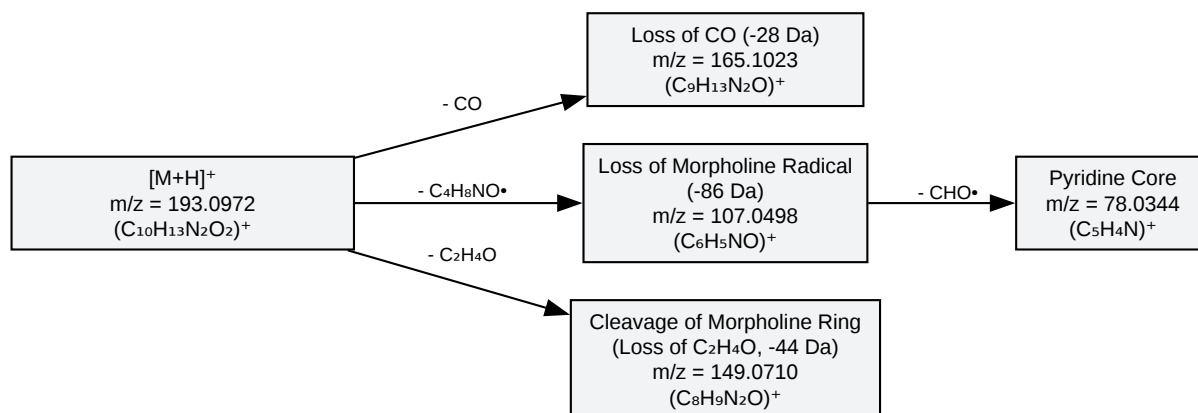 [M+H]⁺
m/z = 193.0972
(C₁₀H₁₃N₂O₂)⁺
- CO
- C₄H₈NO•
- C₂H₄O
Loss of CO (-28 Da)
m/z = 165.1023
(C₉H₁₃N₂O)⁺
Loss of Morpholine Radical
(-86 Da)
m/z = 107.0498
(C₆H₅NO)⁺
Cleavage of Morpholine Ring
(Loss of C₂H₄O, -44 Da)
m/z = 149.0710
(C₈H₉N₂O)⁺
- CHO•
Pyridine Core
m/z = 78.0344
(C₅H₄N)⁺